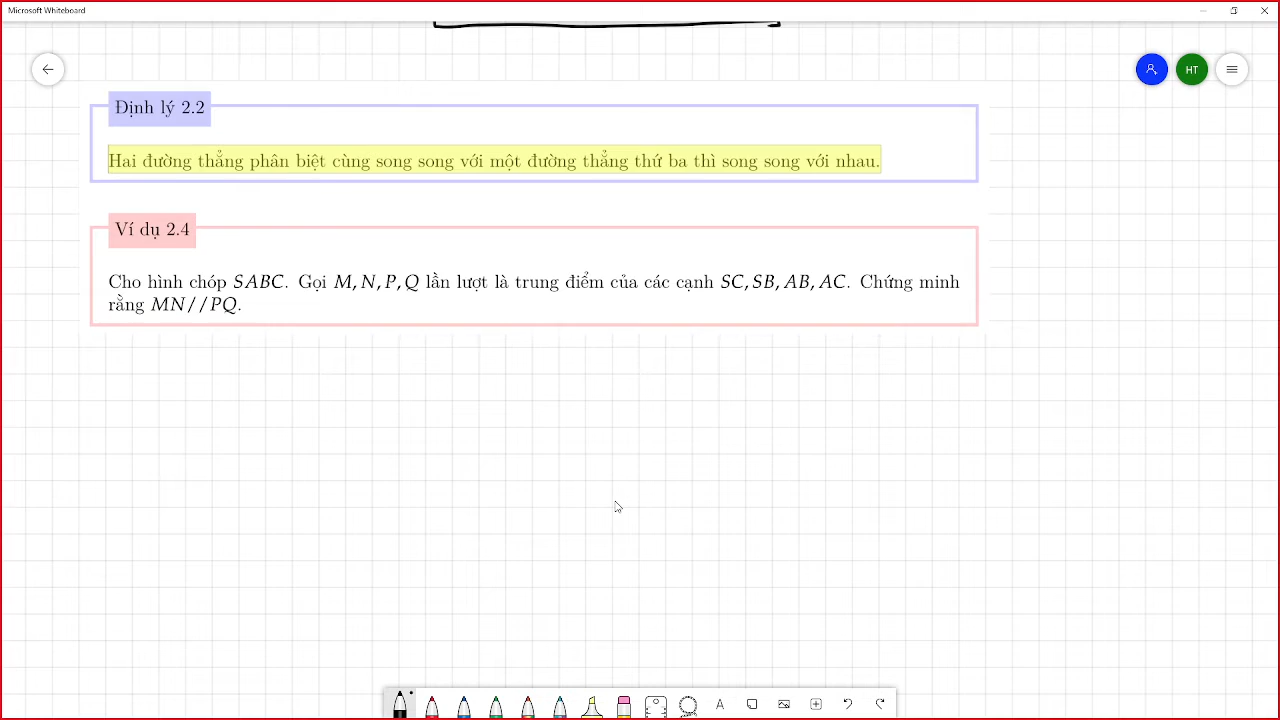 Microsoft Whiteboard
HT
Định lý 2.2
Hai đường thẳng phân biệt cùng song song với một đường thẳng thứ ba thì song song với nhau.
Ví dụ 2.4
Cho hình chóp SABC. Gọi M, N, P, Q lần lượt là trung điểm của các cạnh SC, SB, AB, AC. Chứng minh
rằng MN//PQ.
A